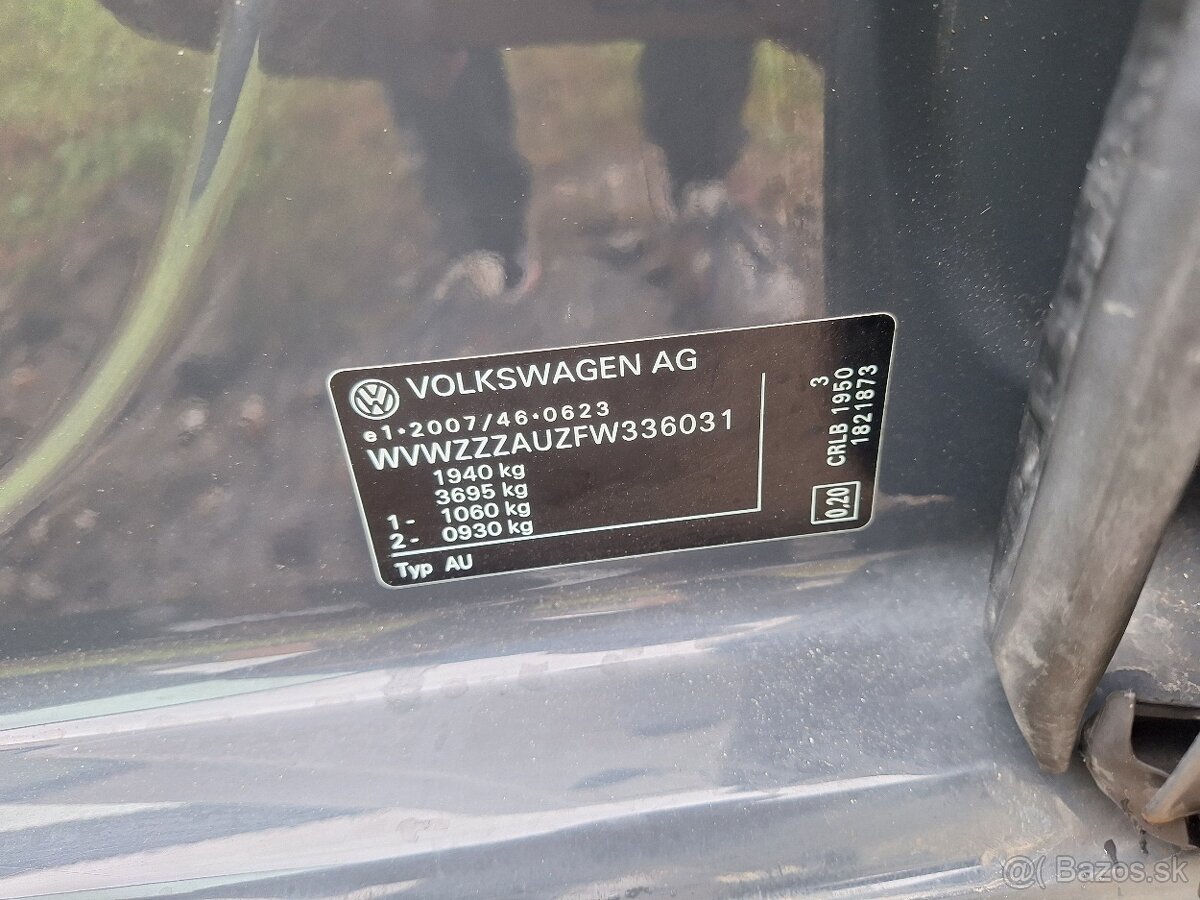 VOLKSWAGEN AG
e1*2007/46*0623
WVWZZZAUZFW336031
1940 kg
3695 kg
1- 1060 kg
2- 0930 kg
Typ AU
3
CRLB 1950
1821873
0,20
@( Bazos.sk